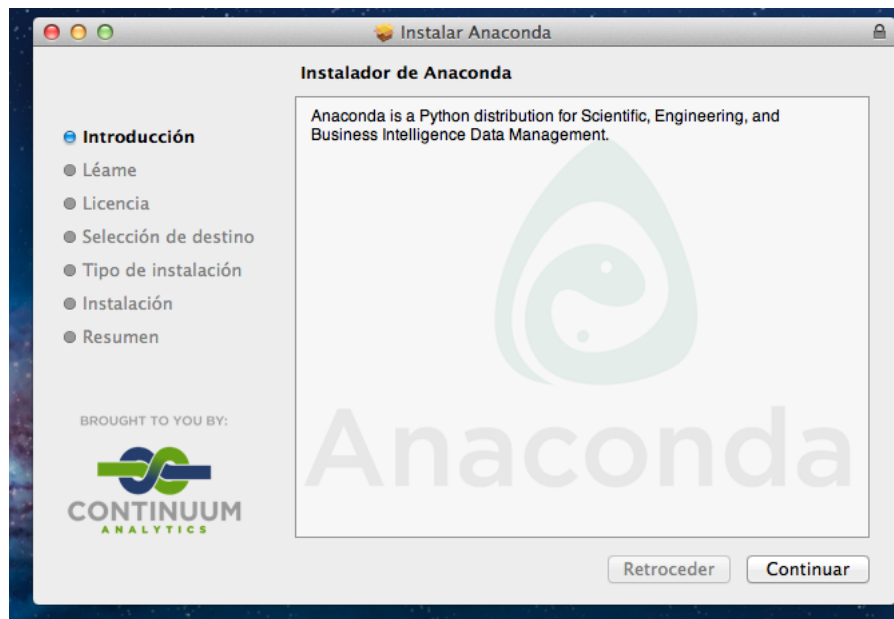 Instalar Anaconda
Instalador de Anaconda
Introducción
Léame
Licencia
Selección de destino
Tipo de instalación
Instalación
Resumen
BROUGHT TO YOU BY:
CONTINUUM
ANALYTICS
Anaconda is a Python distribution for Scientific, Engineering, and
Business Intelligence Data Management.
Anaconda
Retroceder
Continuar